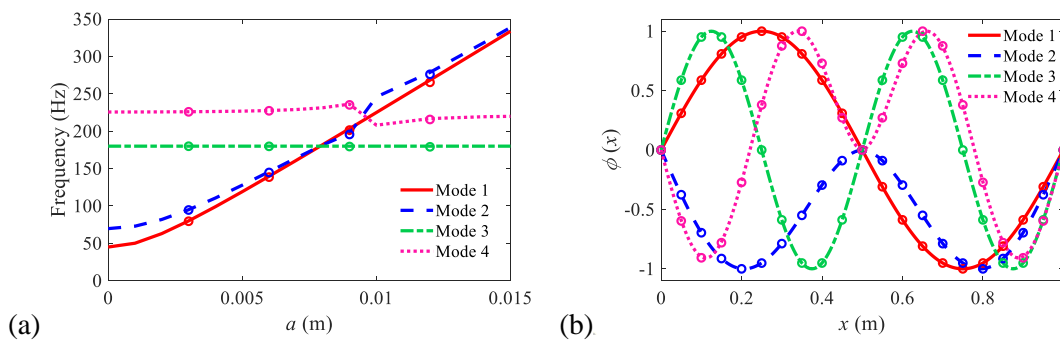 350
300
250
200
150
100
50
0
Frequency (Hz)
Mode 1
Mode 2
Mode 3
Mode 4
0
0.005
0.01
0.015
a (m)
(a)
1
0.5
0
-0.5
-1
ϕ (x)
Mode 1
Mode 2
Mode 3
Mode 4
0
0.2
0.4
0.6
0.8
x (m)
(b)